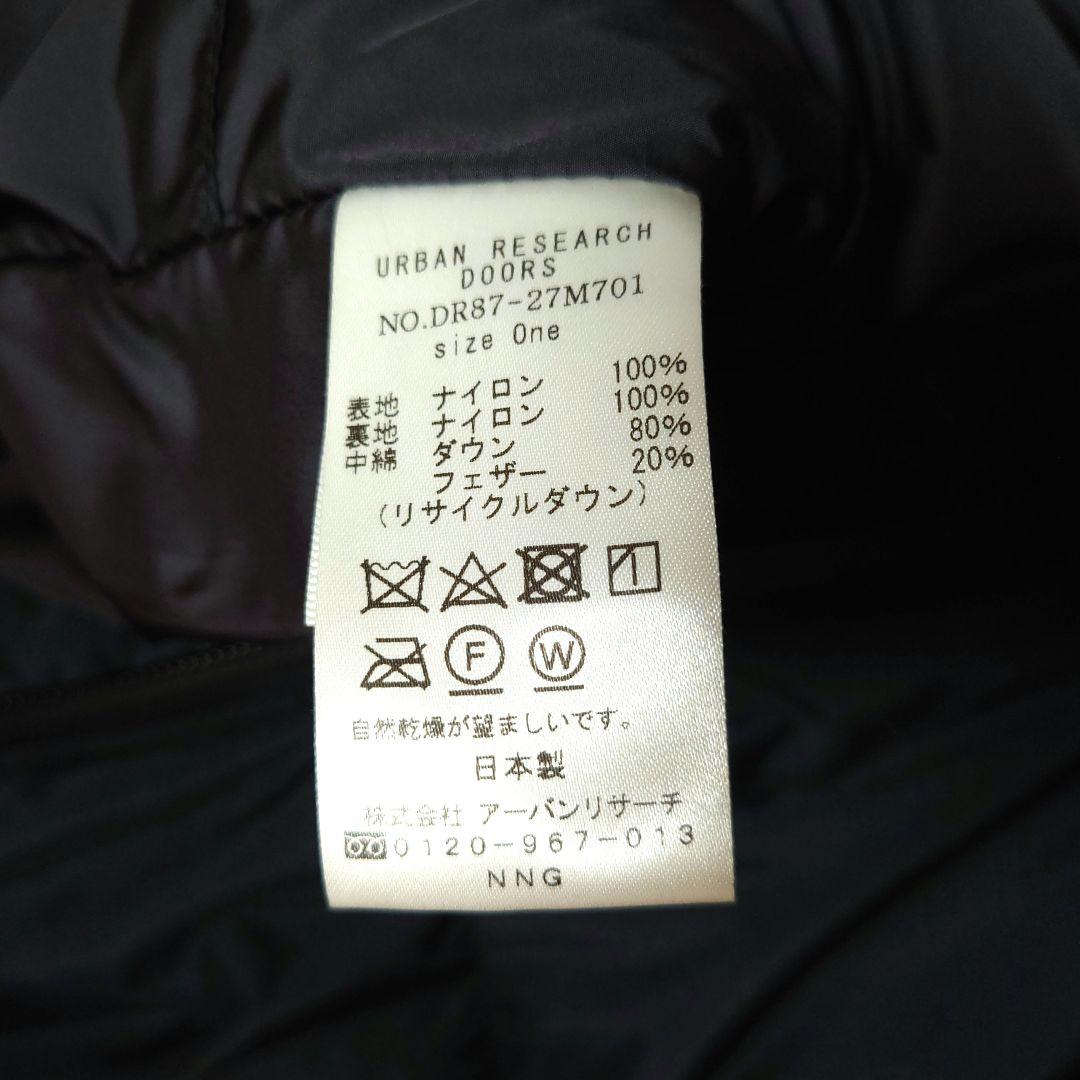 URBAN RESEARCH
DOORS
NO.DR87-27M701
size One
表地 ナイロン 100%
裏地 ナイロン 100%
中綿 ダウン 80%
フェザー 20%
(リサイクルダウン)
F W
自然乾燥が望ましいです。
日本製
株式会社 アーバンリサーチ
0120-967-013
NNG